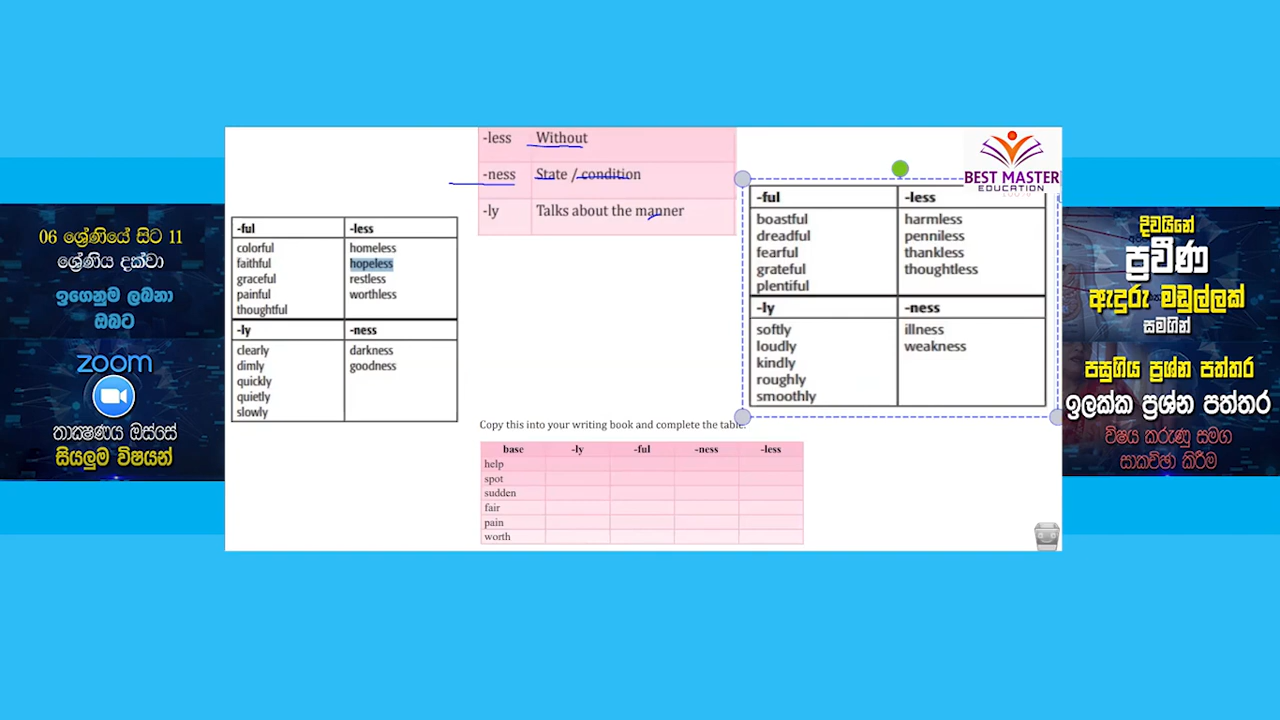 06 ශ්‍රේණියේ සිට 11
ශ්‍රේණිය දක්වා
ඉගෙනුම ලබනා
ඔබට
zoom
තාක්‍ෂණය ඔස්සේ
සියලුම විෂයන්
-ful -less
colorful homeless
faithful hopeless
graceful restless
painful worthless
thoughtful
-ly -ness
clearly darkness
dimly goodness
quickly
quietly
slowly
-less Without
-ness State / condition
-ly Talks about the manner
BEST MASTER
EDUCATION
-ful -less
boastful harmless
dreadful penniless
fearful thankless
grateful thoughtless
plentiful
-ly -ness
softly illness
loudly weakness
kindly
roughly
smoothly
Copy this into your writing book and complete the table.
base -ly -ful -ness -less
help
spot
sudden
fair
pain
worth
දිවයිනේ
ප්‍රවීණ
ඇදුරු මඩුල්ලක්
සමගින්
පසුගිය ප්‍රශ්න පත්තර
ඉලක්ක ප්‍රශ්න පත්තර
විෂය කරුණු සමග
සාකච්ඡා කිරීම